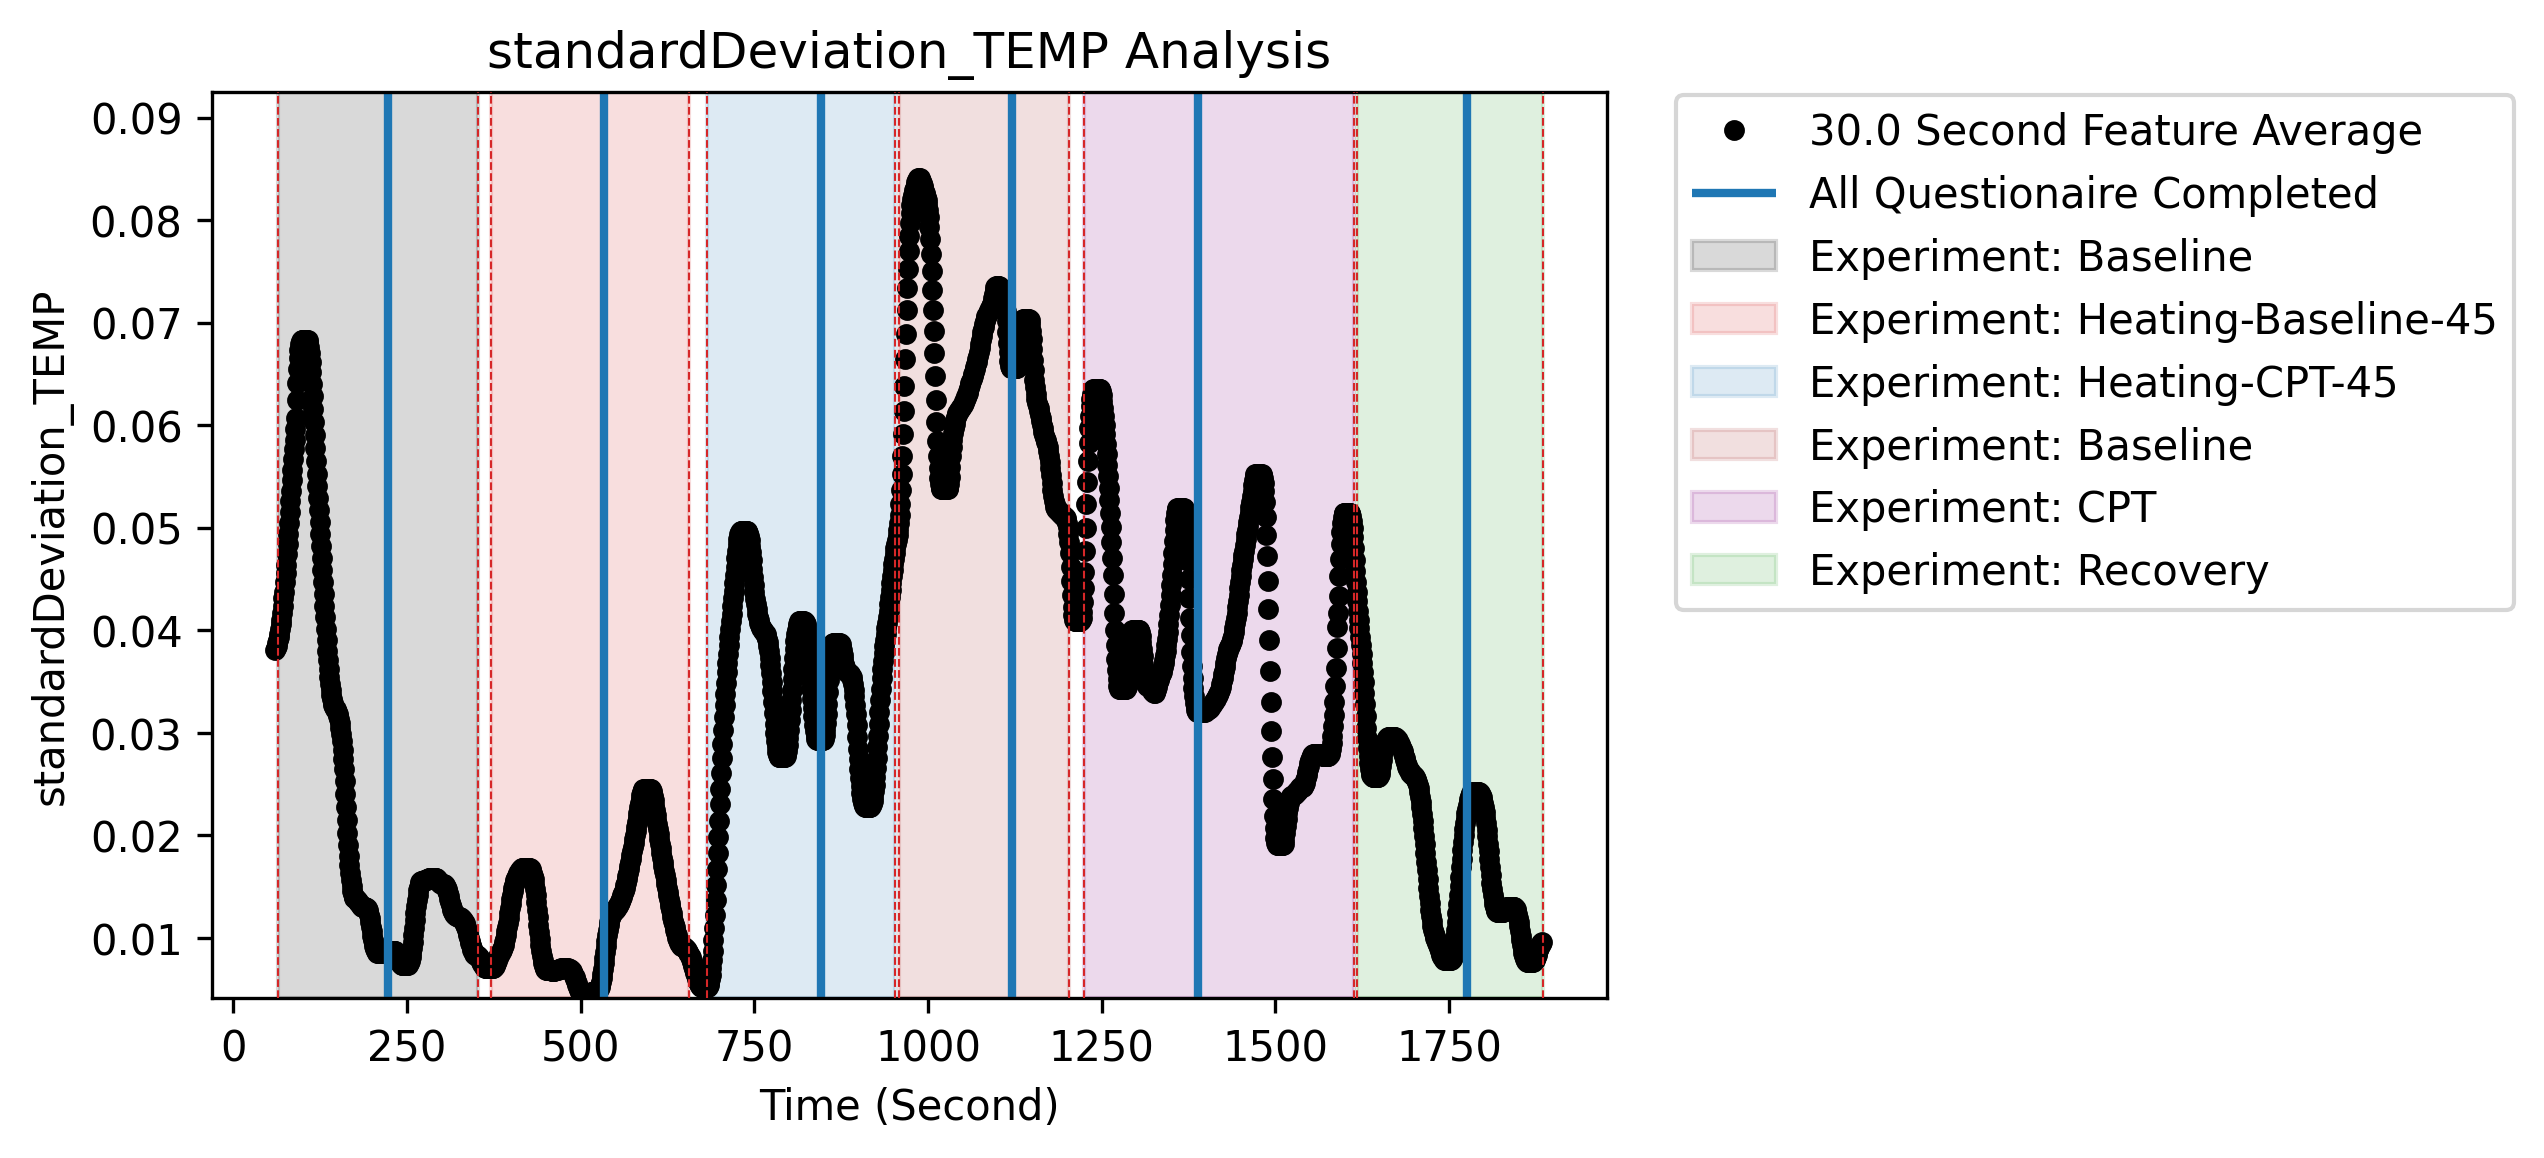 standardDeviation_TEMP Analysis
standardDeviation_TEMP
0.09
0.08
0.07
0.06
0.05
0.04
0.03
0.02
0.01
0 250 500 750 1000 1250 1500 1750
Time (Second)
30.0 Second Feature Average
All Questionaire Completed
Experiment: Baseline
Experiment: Heating-Baseline-45
Experiment: Heating-CPT-45
Experiment: Baseline
Experiment: CPT
Experiment: Recovery